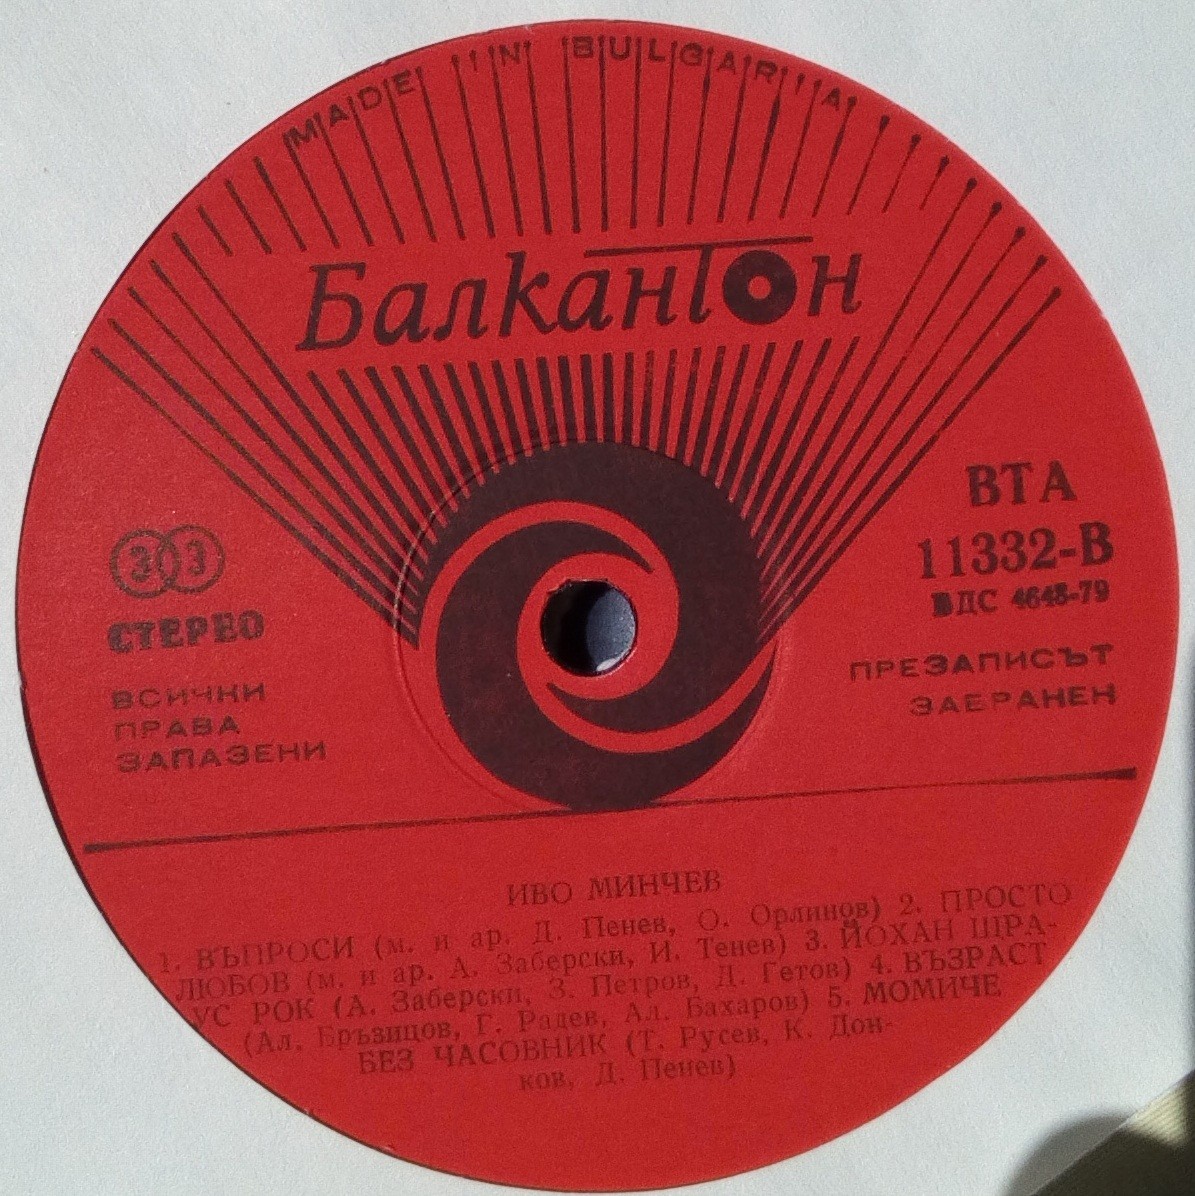 MADE IN BULGARIA
Балкантон
ВТА
11332-В
БДС 4645-79
33
СТЕРЕО
ВСИЧКИ
ПРАВА
ЗАПАЗЕНИ
ПРЕЗАПИСЪТ
ЗАБРАНЕН
ИВО МИНЧЕВ
1. ВЪПРОСИ (м. и ар. Д. Пенев, О. Орлинов) 2. ПРОСТО
ЛЮБОВ (м. и ар. А. Заберски, И. Тенев) 3. ЙОХАН ЩРА-
УС РОК (А. Заберски, З. Петров, Д. Гетов) 4. ВЪЗРАСТ
(Ал. Бръзицов, Г. Радев, Ал. Бахаров) 5. МОМИЧЕ
БЕЗ ЧАСОВНИК (Т. Русев, К. Дон-
ков, Д. Пенев)